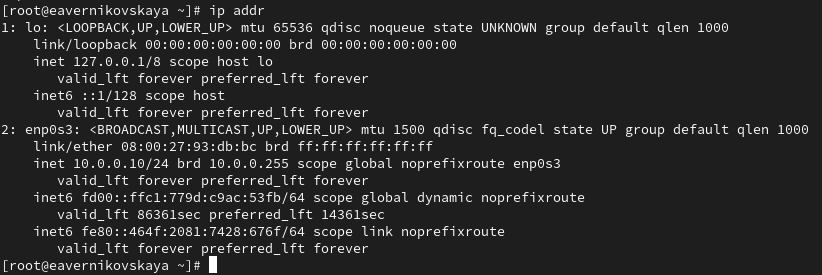 [root@eavernikovskaya ~]# ip addr
1: lo: <LOOPBACK,UP,LOWER_UP> mtu 65536 qdisc noqueue state UNKNOWN group default qlen 1000
    link/loopback 00:00:00:00:00:00 brd 00:00:00:00:00:00
    inet 127.0.0.1/8 scope host lo
       valid_lft forever preferred_lft forever
    inet6 ::1/128 scope host
       valid_lft forever preferred_lft forever
2: enp0s3: <BROADCAST,MULTICAST,UP,LOWER_UP> mtu 1500 qdisc fq_codel state UP group default qlen 1000
    link/ether 08:00:27:93:db:bc brd ff:ff:ff:ff:ff:ff
    inet 10.0.0.10/24 brd 10.0.0.255 scope global noprefixroute enp0s3
       valid_lft forever preferred_lft forever
    inet6 fd00::ffc1:779d:c9ac:53fb/64 scope global dynamic noprefixroute
       valid_lft 86361sec preferred_lft 14361sec
    inet6 fe80::464f:2081:7428:676f/64 scope link noprefixroute
       valid_lft forever preferred_lft forever
[root@eavernikovskaya ~]#